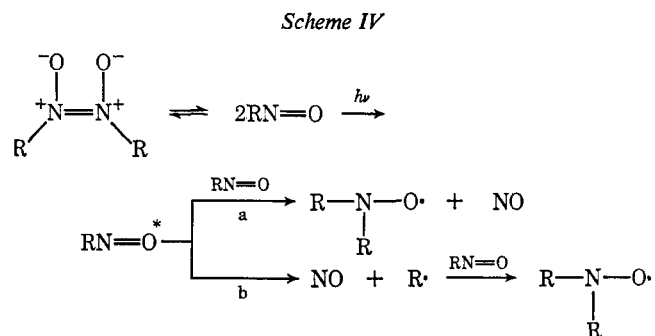 Scheme IV
⁻O O⁻
⁺N=N⁺ ⇌ 2RN=O hν →
R R
RN=O
R—N—O· + NO
a
RN=O* R
b
NO + R· RN=O → R—N—O·
R